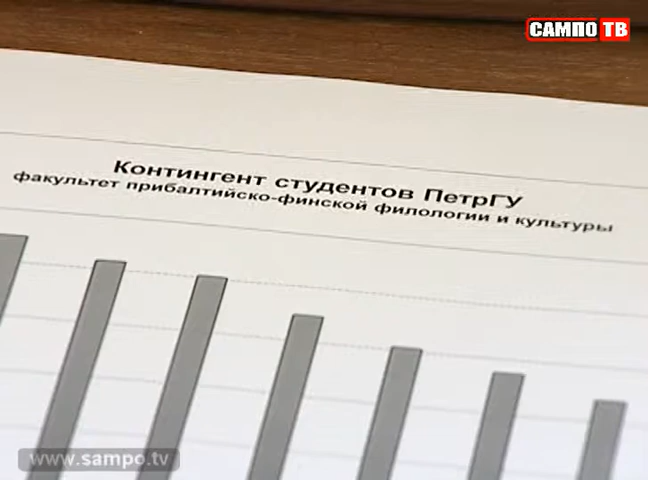 САМПО ТВ
Контингент студентов ПетрГУ
факультет прибалтийско-финской филологии и культуры
www.sampo.tv